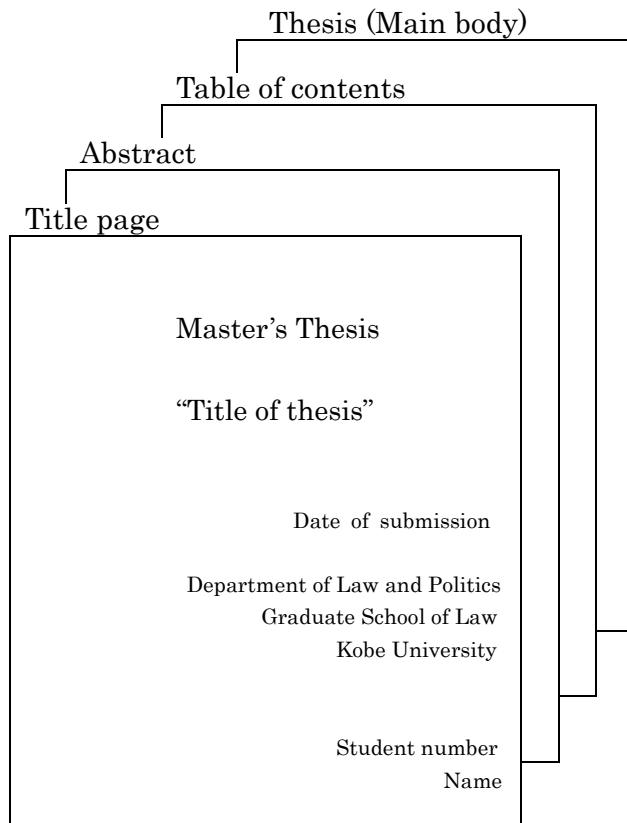 Thesis (Main body)
Table of contents
Abstract
Title page
Master’s Thesis
“Title of thesis”
Date of submission
Department of Law and Politics
Graduate School of Law
Kobe University
Student number
Name